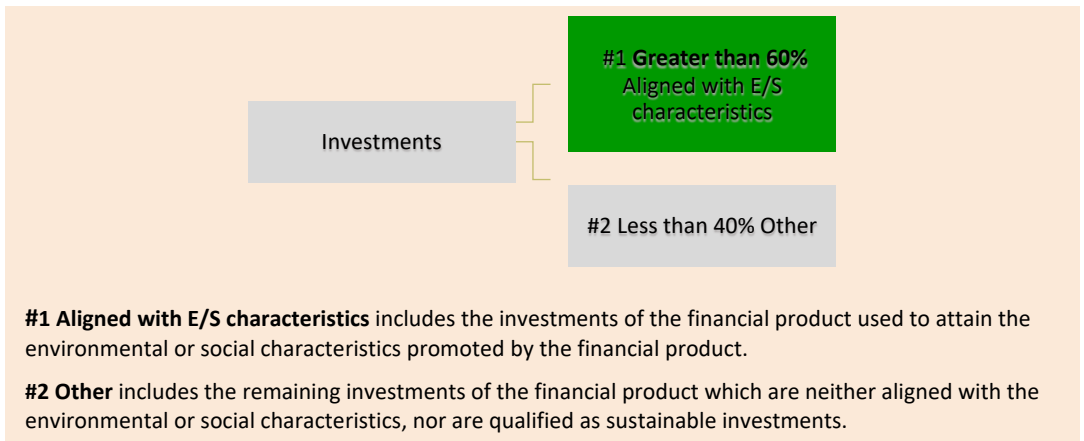 #1 Greater than 60%
Aligned with E/S
characteristics
Investments
#2 Less than 40% Other
#1 Aligned with E/S characteristics includes the investments of the financial product used to attain the
environmental or social characteristics promoted by the financial product.
#2 Other includes the remaining investments of the financial product which are neither aligned with the
environmental or social characteristics, nor are qualified as sustainable investments.